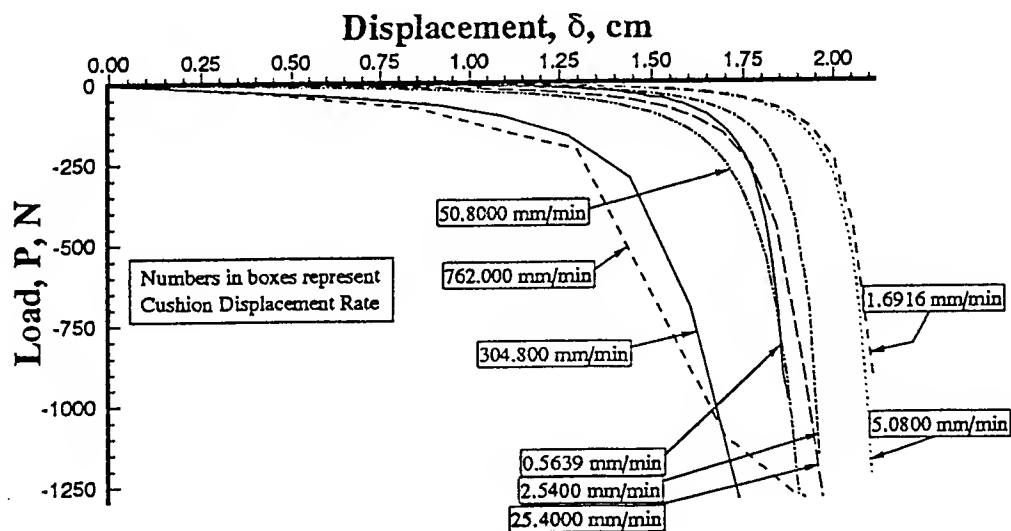 Displacement, δ, cm
0.00 0.25 0.50 0.75 1.00 1.25 1.50 1.75 2.00
Load, P, N
0
-250
-500
-750
-1000
-1250
50.8000 mm/min
762.000 mm/min
Numbers in boxes represent
Cushion Displacement Rate
1.6916 mm/min
304.800 mm/min
5.0800 mm/min
0.5639 mm/min
2.5400 mm/min
25.4000 mm/min